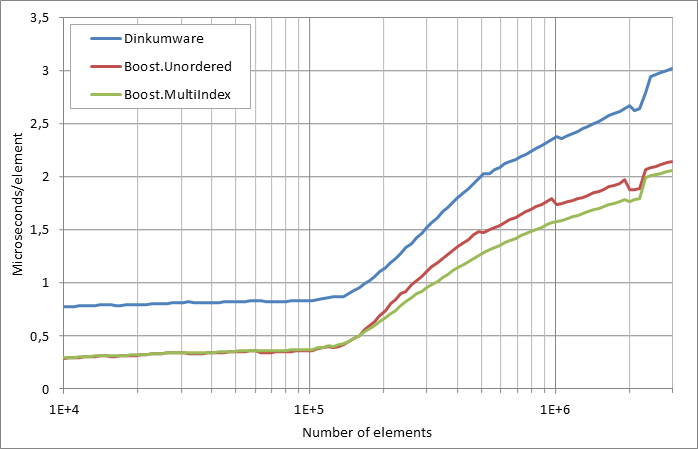 3,5
3
2,5
2
1,5
1
0,5
0
Microseconds/element
Dinkumware
Boost.Unordered
Boost.MultiIndex
1E+4 1E+5 1E+6
Number of elements